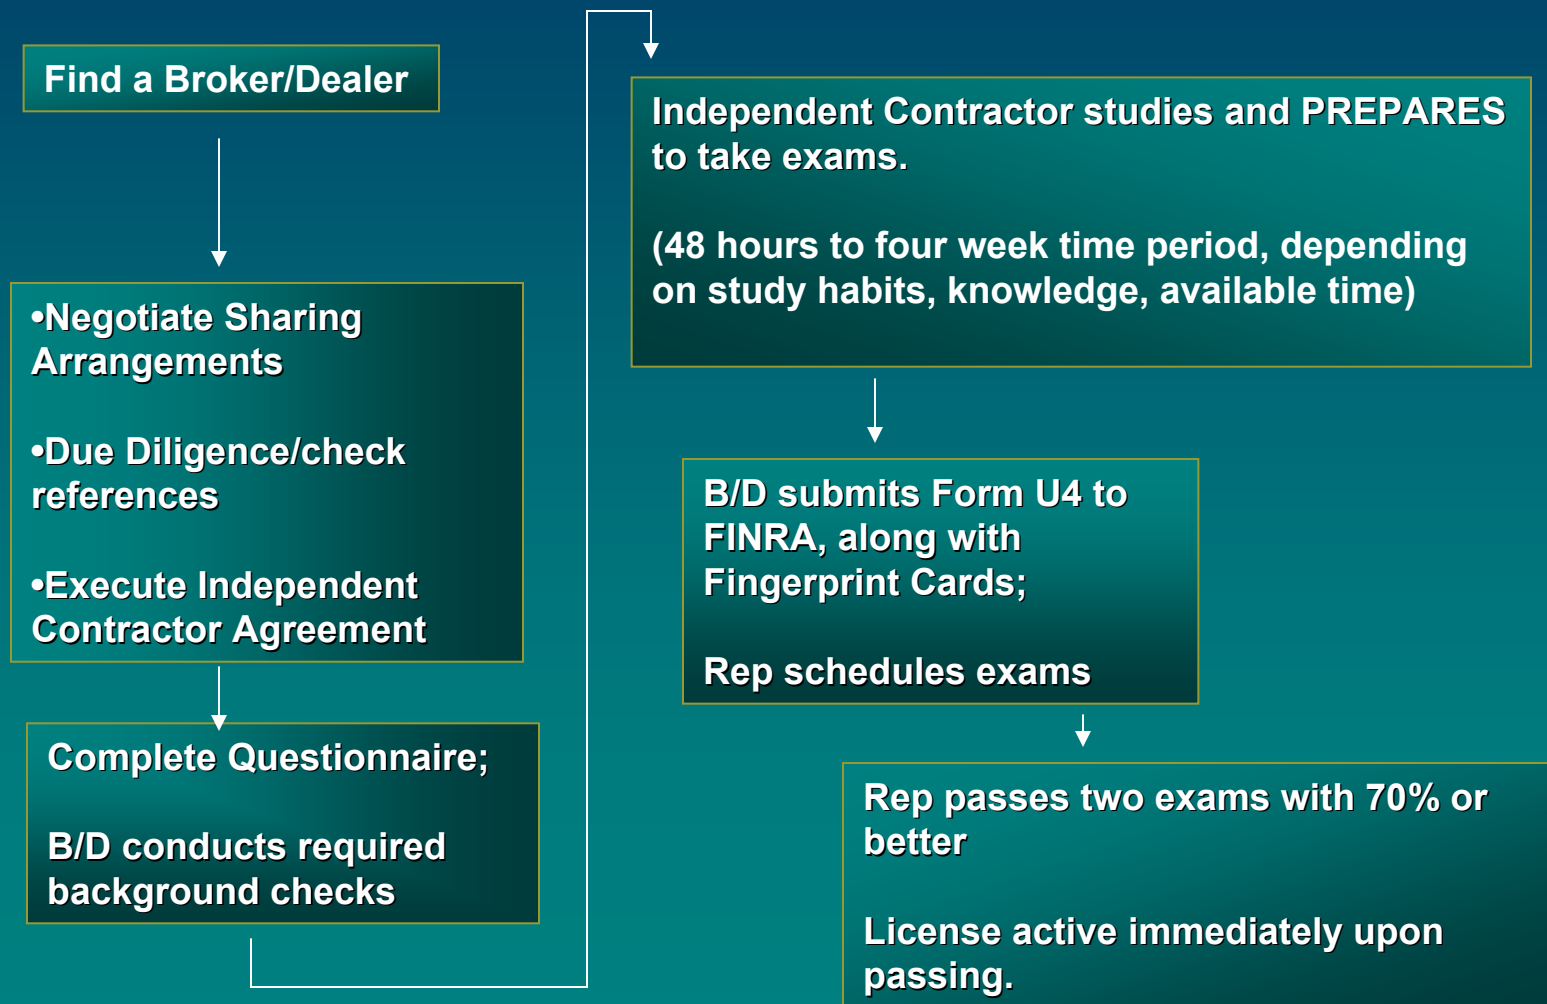 Find a Broker/Dealer
•Negotiate Sharing
Arrangements
•Due Diligence/check
references
•Execute Independent
Contractor Agreement
Complete Questionnaire;
B/D conducts required
background checks
Independent Contractor studies and PREPARES
to take exams.
(48 hours to four week time period, depending
on study habits, knowledge, available time)
B/D submits Form U4 to
FINRA, along with
Fingerprint Cards;
Rep schedules exams
Rep passes two exams with 70% or
better
License active immediately upon
passing.